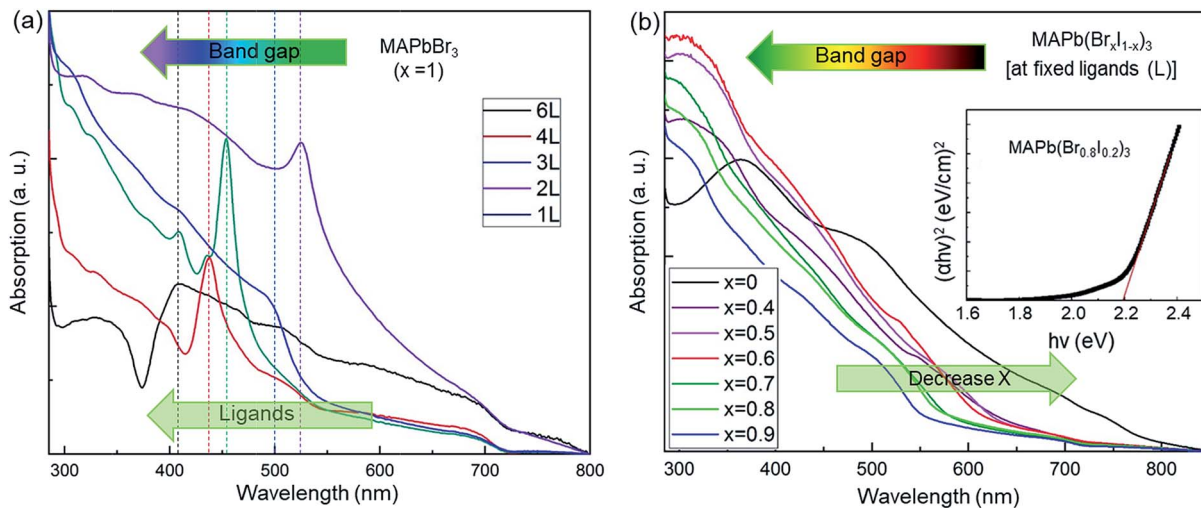 (a)
Band gap
MAPbBr₃
(x =1)
6L
4L
3L
2L
1L
Ligands
Absorption (a. u.)
300 400 500 600 700 800
Wavelength (nm)
(b)
Band gap
MAPb(BrₓI₁₋ₓ)₃
[at fixed ligands (L)]
MAPb(Br₀.₈I₀.₂)₃
(αhν)² (eV/cm)²
1.6 1.8 2.0 2.2 2.4
hν (eV)
x=0
x=0.4
x=0.5
x=0.6
x=0.7
x=0.8
x=0.9
Decrease X
Absorption (a. u.)
300 400 500 600 700 800
Wavelength (nm)